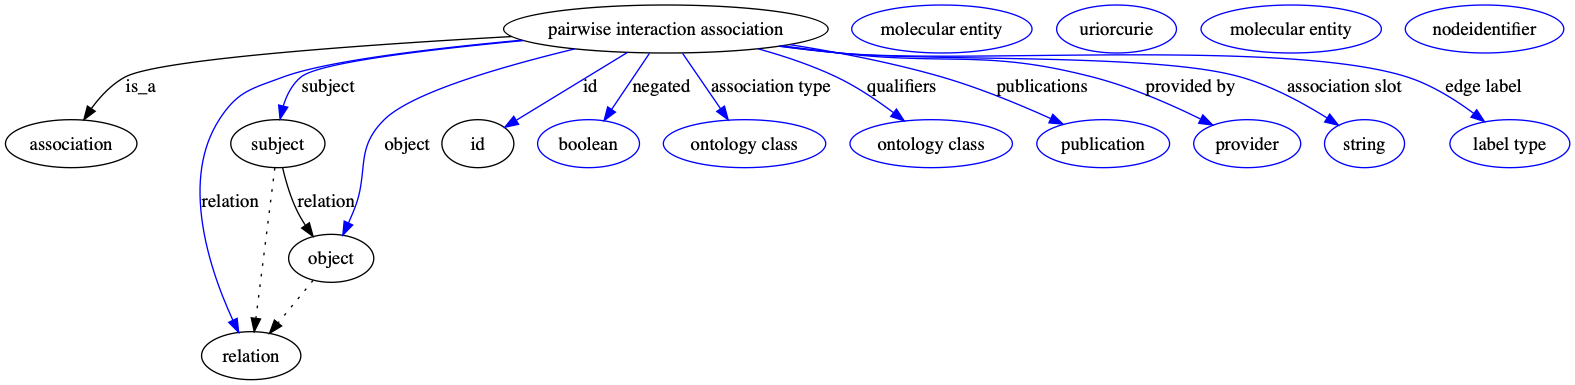 pairwise interaction association
molecular entity
uriorcurie
molecular entity
nodeidentifier
is_a
subject
id
negated
association type
qualifiers
publications
provided by
association slot
edge label
association
subject
object
id
boolean
ontology class
ontology class
publication
provider
string
label type
relation
relation
object
relation